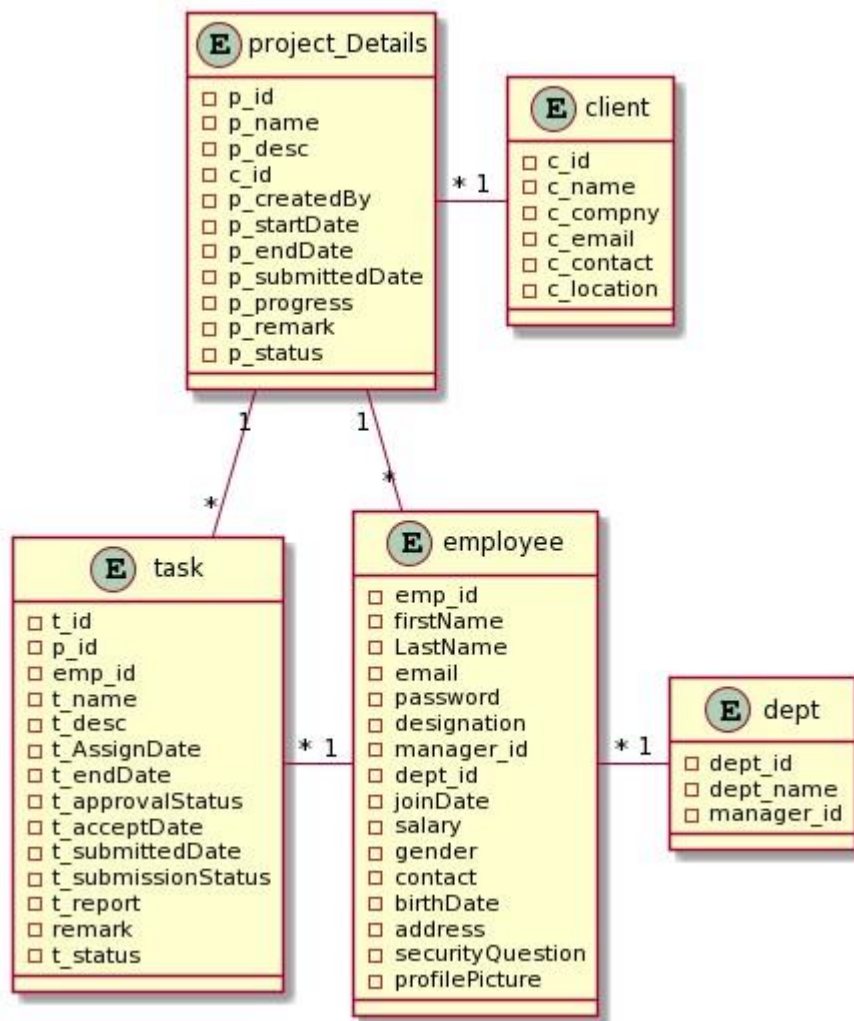 E project_Details
p_id
p_name
p_desc
c_id
p_createdBy
p_startDate
p_endDate
p_submittedDate
p_progress
p_remark
p_status
E client
c_id
c_name
c_compny
c_email
c_contact
c_location
* 1
1
*
1
*
E task
t_id
p_id
emp_id
t_name
t_desc
t_AssignDate
t_endDate
t_approvalStatus
t_acceptDate
t_submittedDate
t_submissionStatus
t_report
remark
t_status
* 1
E employee
emp_id
firstName
LastName
email
password
designation
manager_id
dept_id
joinDate
salary
gender
contact
birthDate
address
securityQuestion
profilePicture
* 1
E dept
dept_id
dept_name
manager_id